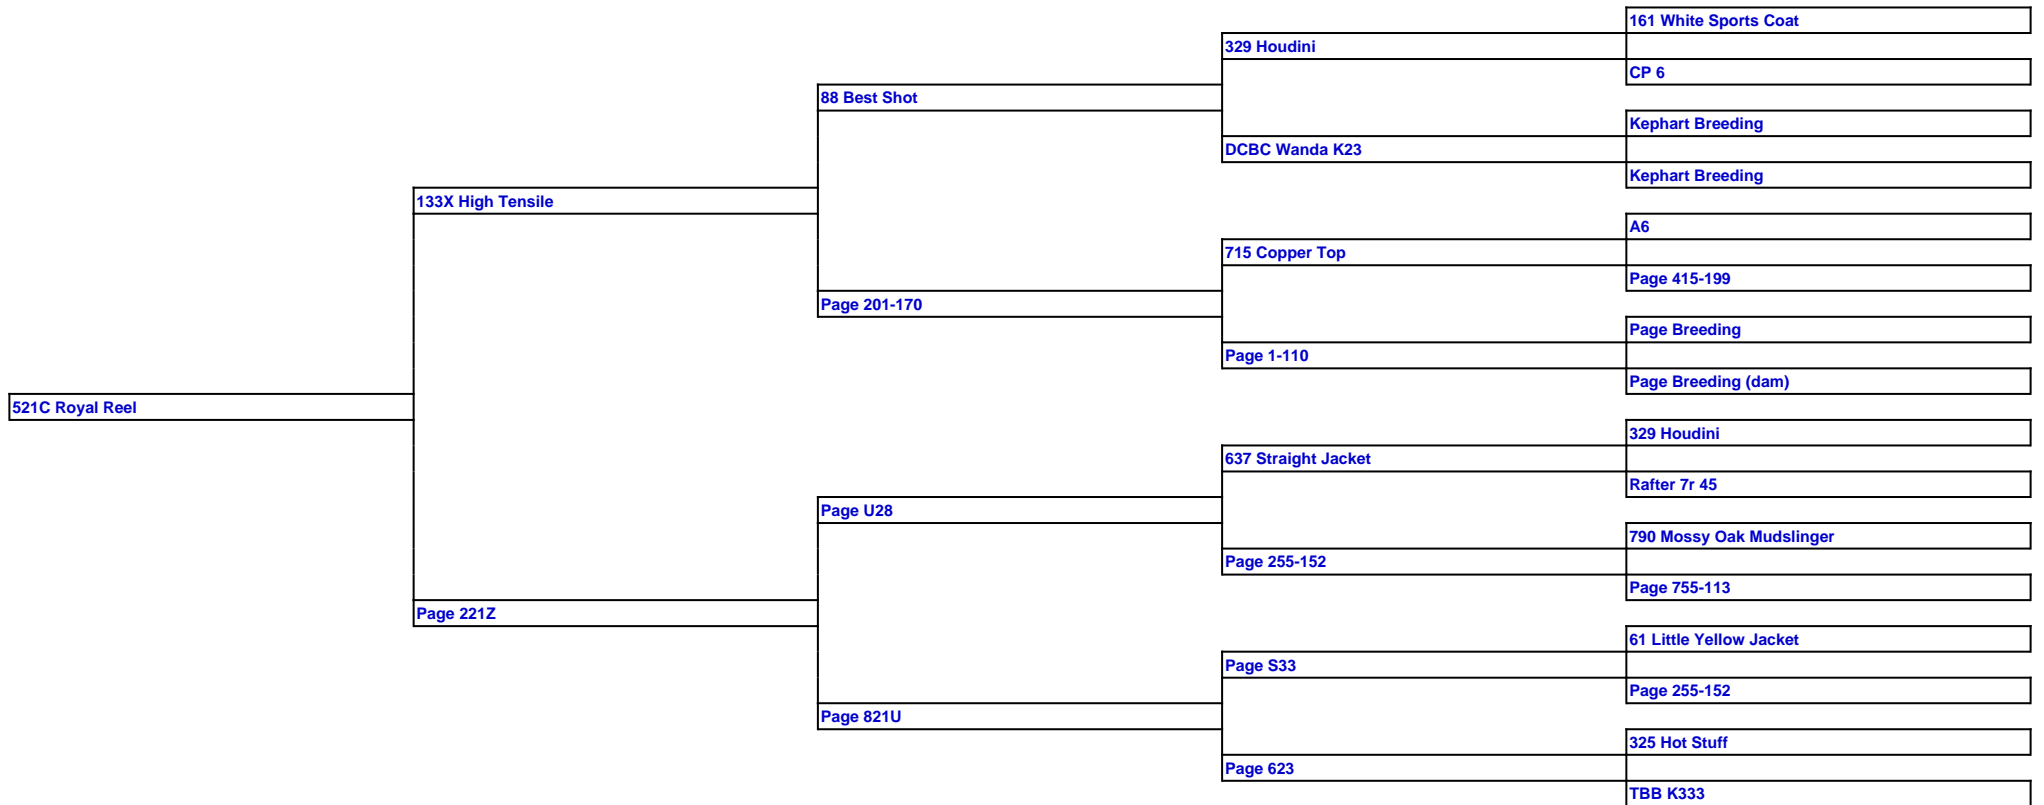 161 White Sports Coat
329 Houdini
CP 6
88 Best Shot
Kephart Breeding
DCBC Wanda K23
Kephart Breeding
133X High Tensile
A6
715 Copper Top
Page 415-199
Page 201-170
Page Breeding
Page 1-110
Page Breeding (dam)
521C Royal Reel
329 Houdini
637 Straight Jacket
Rafter 7r 45
Page U28
790 Mossy Oak Mudslinger
Page 255-152
Page 755-113
Page 221Z
61 Little Yellow Jacket
Page S33
Page 255-152
Page 821U
325 Hot Stuff
Page 623
TBB K333